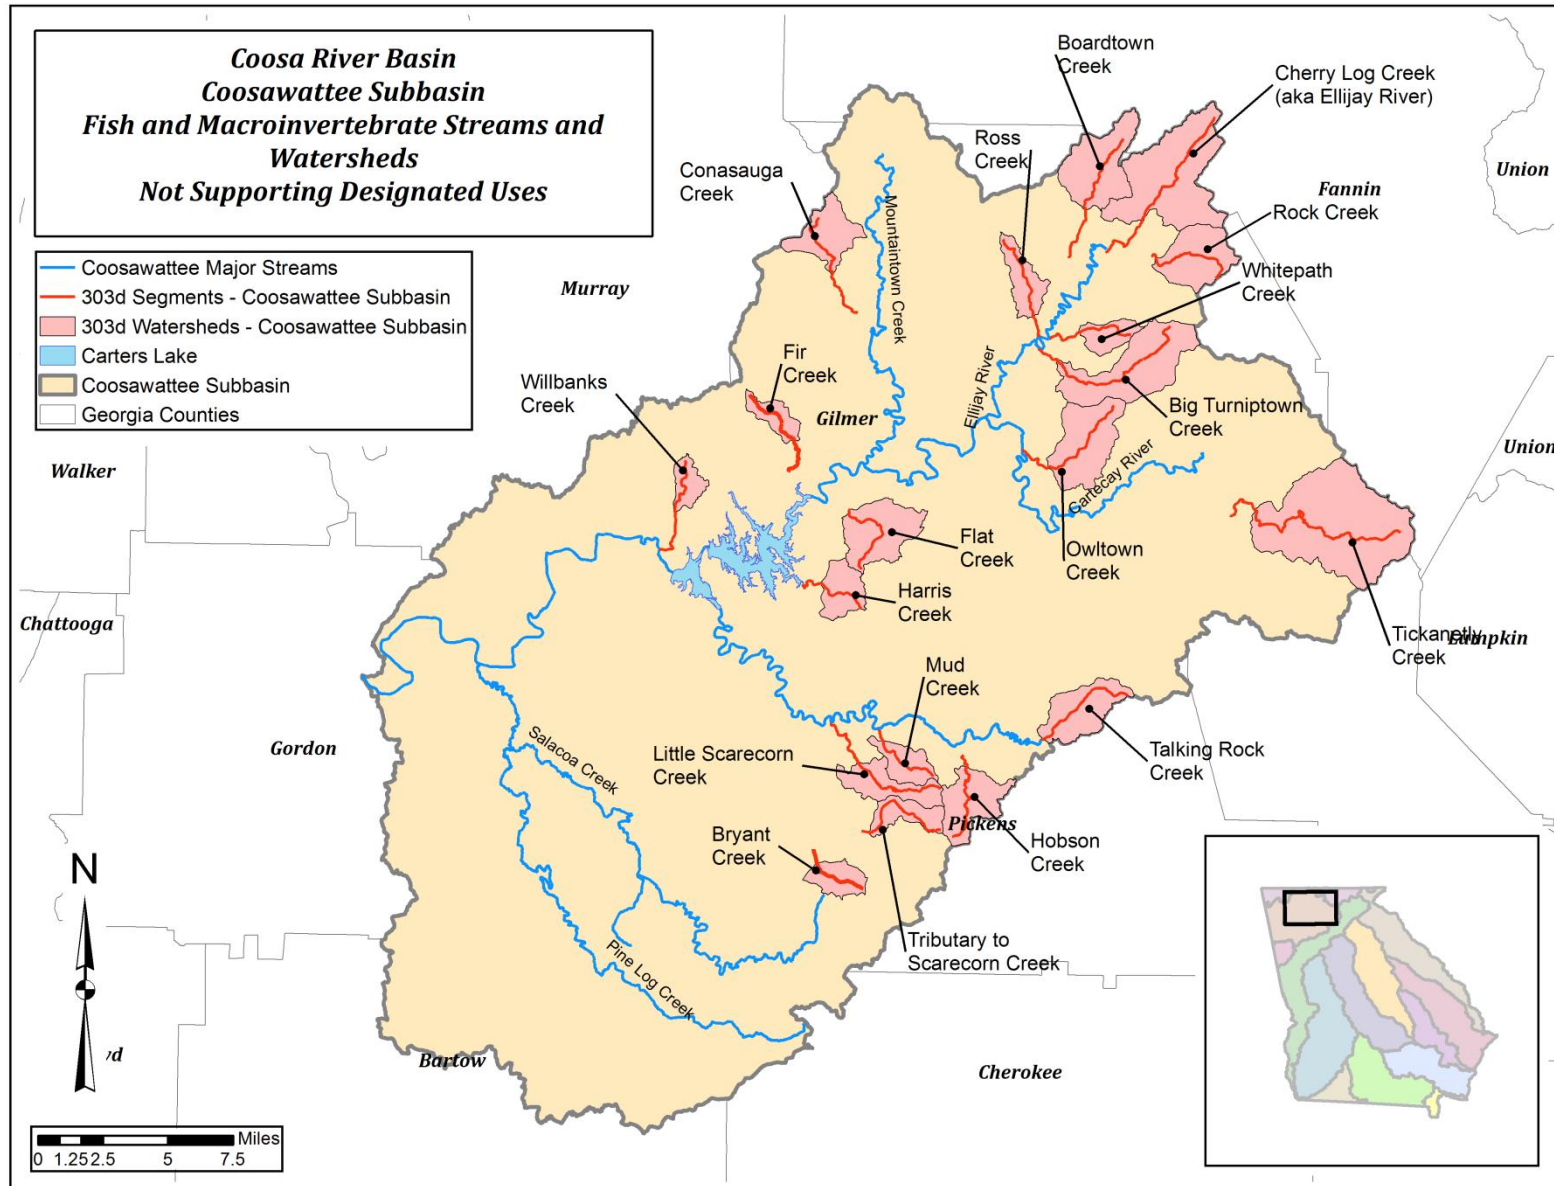 Coosa River Basin
Coosawattee Subbasin
Fish and Macroinvertebrate Streams and
Watersheds
Not Supporting Designated Uses
Coosawattee Major Streams
303d Segments - Coosawattee Subbasin
303d Watersheds - Coosawattee Subbasin
Carters Lake
Coosawattee Subbasin
Georgia Counties
Boardtown
Creek
Cherry Log Creek
(aka Ellijay River)
Ross
Creek
Conasauga
Creek
Fannin
Union
Rock Creek
Whitepath
Creek
Mountaintown Creek
Murray
Fir
Creek
Willbanks
Creek
Gilmer
Ellijay River
Big Turniptown
Creek
Cartecay River
Walker
Union
Flat
Creek
Owltown
Creek
Harris
Creek
Chattooga
Tickanetly
Creek
Lumpkin
Mud
Creek
Gordon
Salacoa Creek
Little Scarecorn
Creek
Talking Rock
Creek
Pickens
Bryant
Creek
Hobson
Creek
N
Pine Log Creek
Tributary to
Scarecorn Creek
yd
Bartow
Cherokee
Miles
0 1.25 2.5 5 7.5